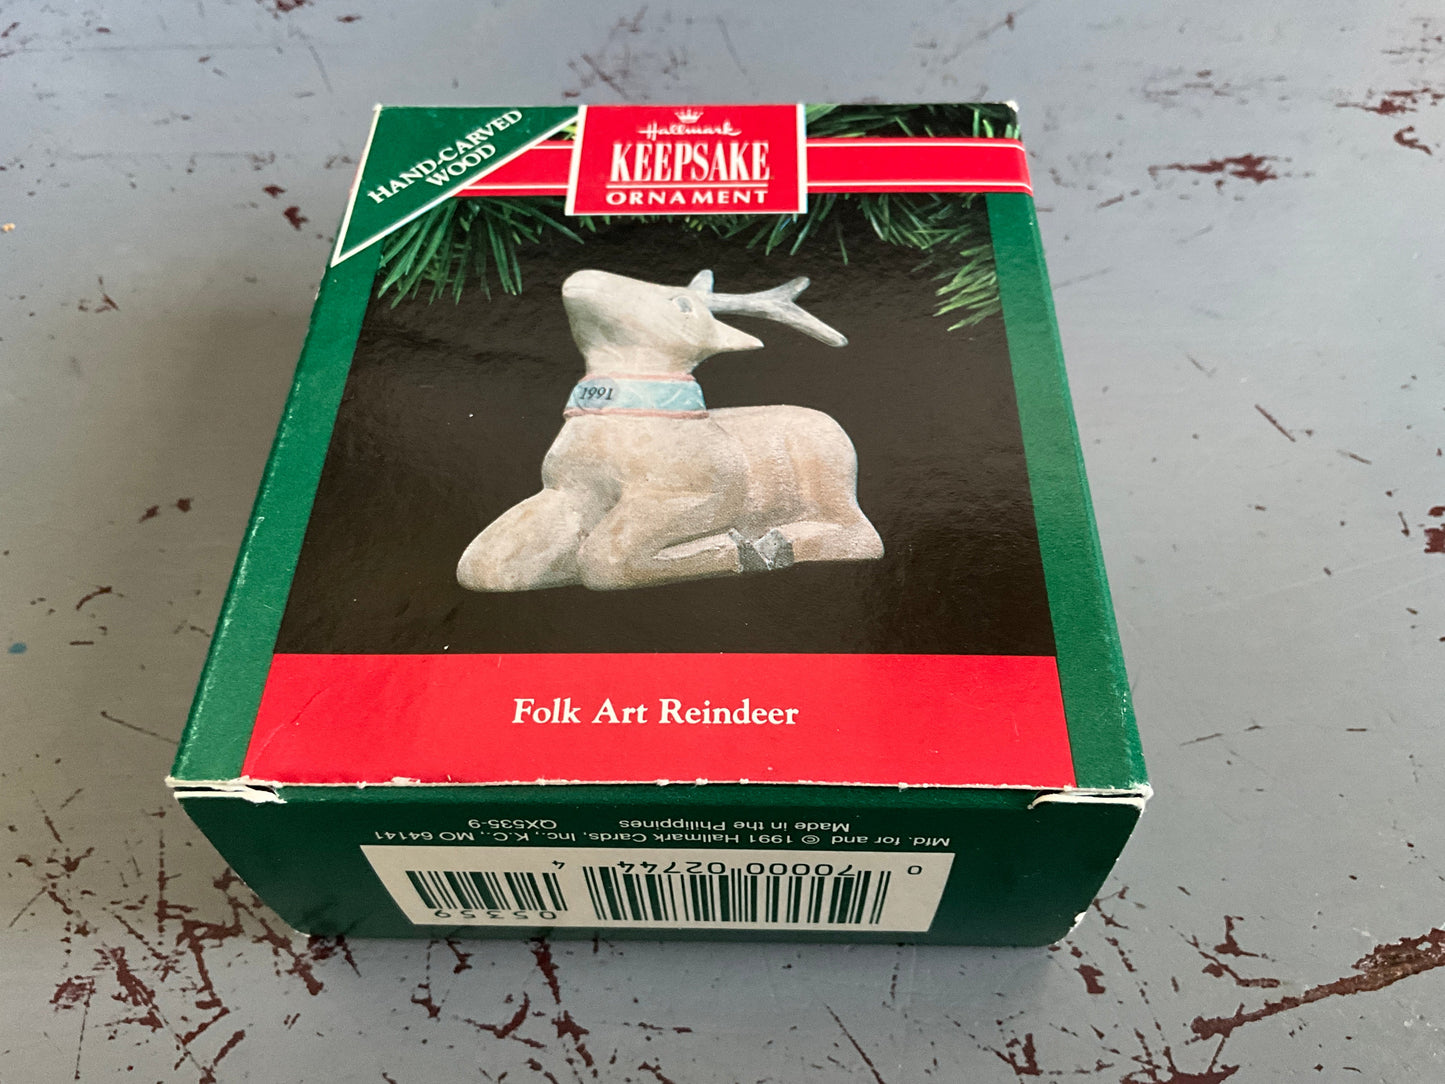 HAND-CARVED
WOOD
Hallmark
KEEPSAKE
ORNAMENT
1991
Folk Art Reindeer
Mfd. for and © 1991 Hallmark Cards, Inc., K.C., MO 64141
Made in the Philippines QX535-9
0 70000 02744 4
05359